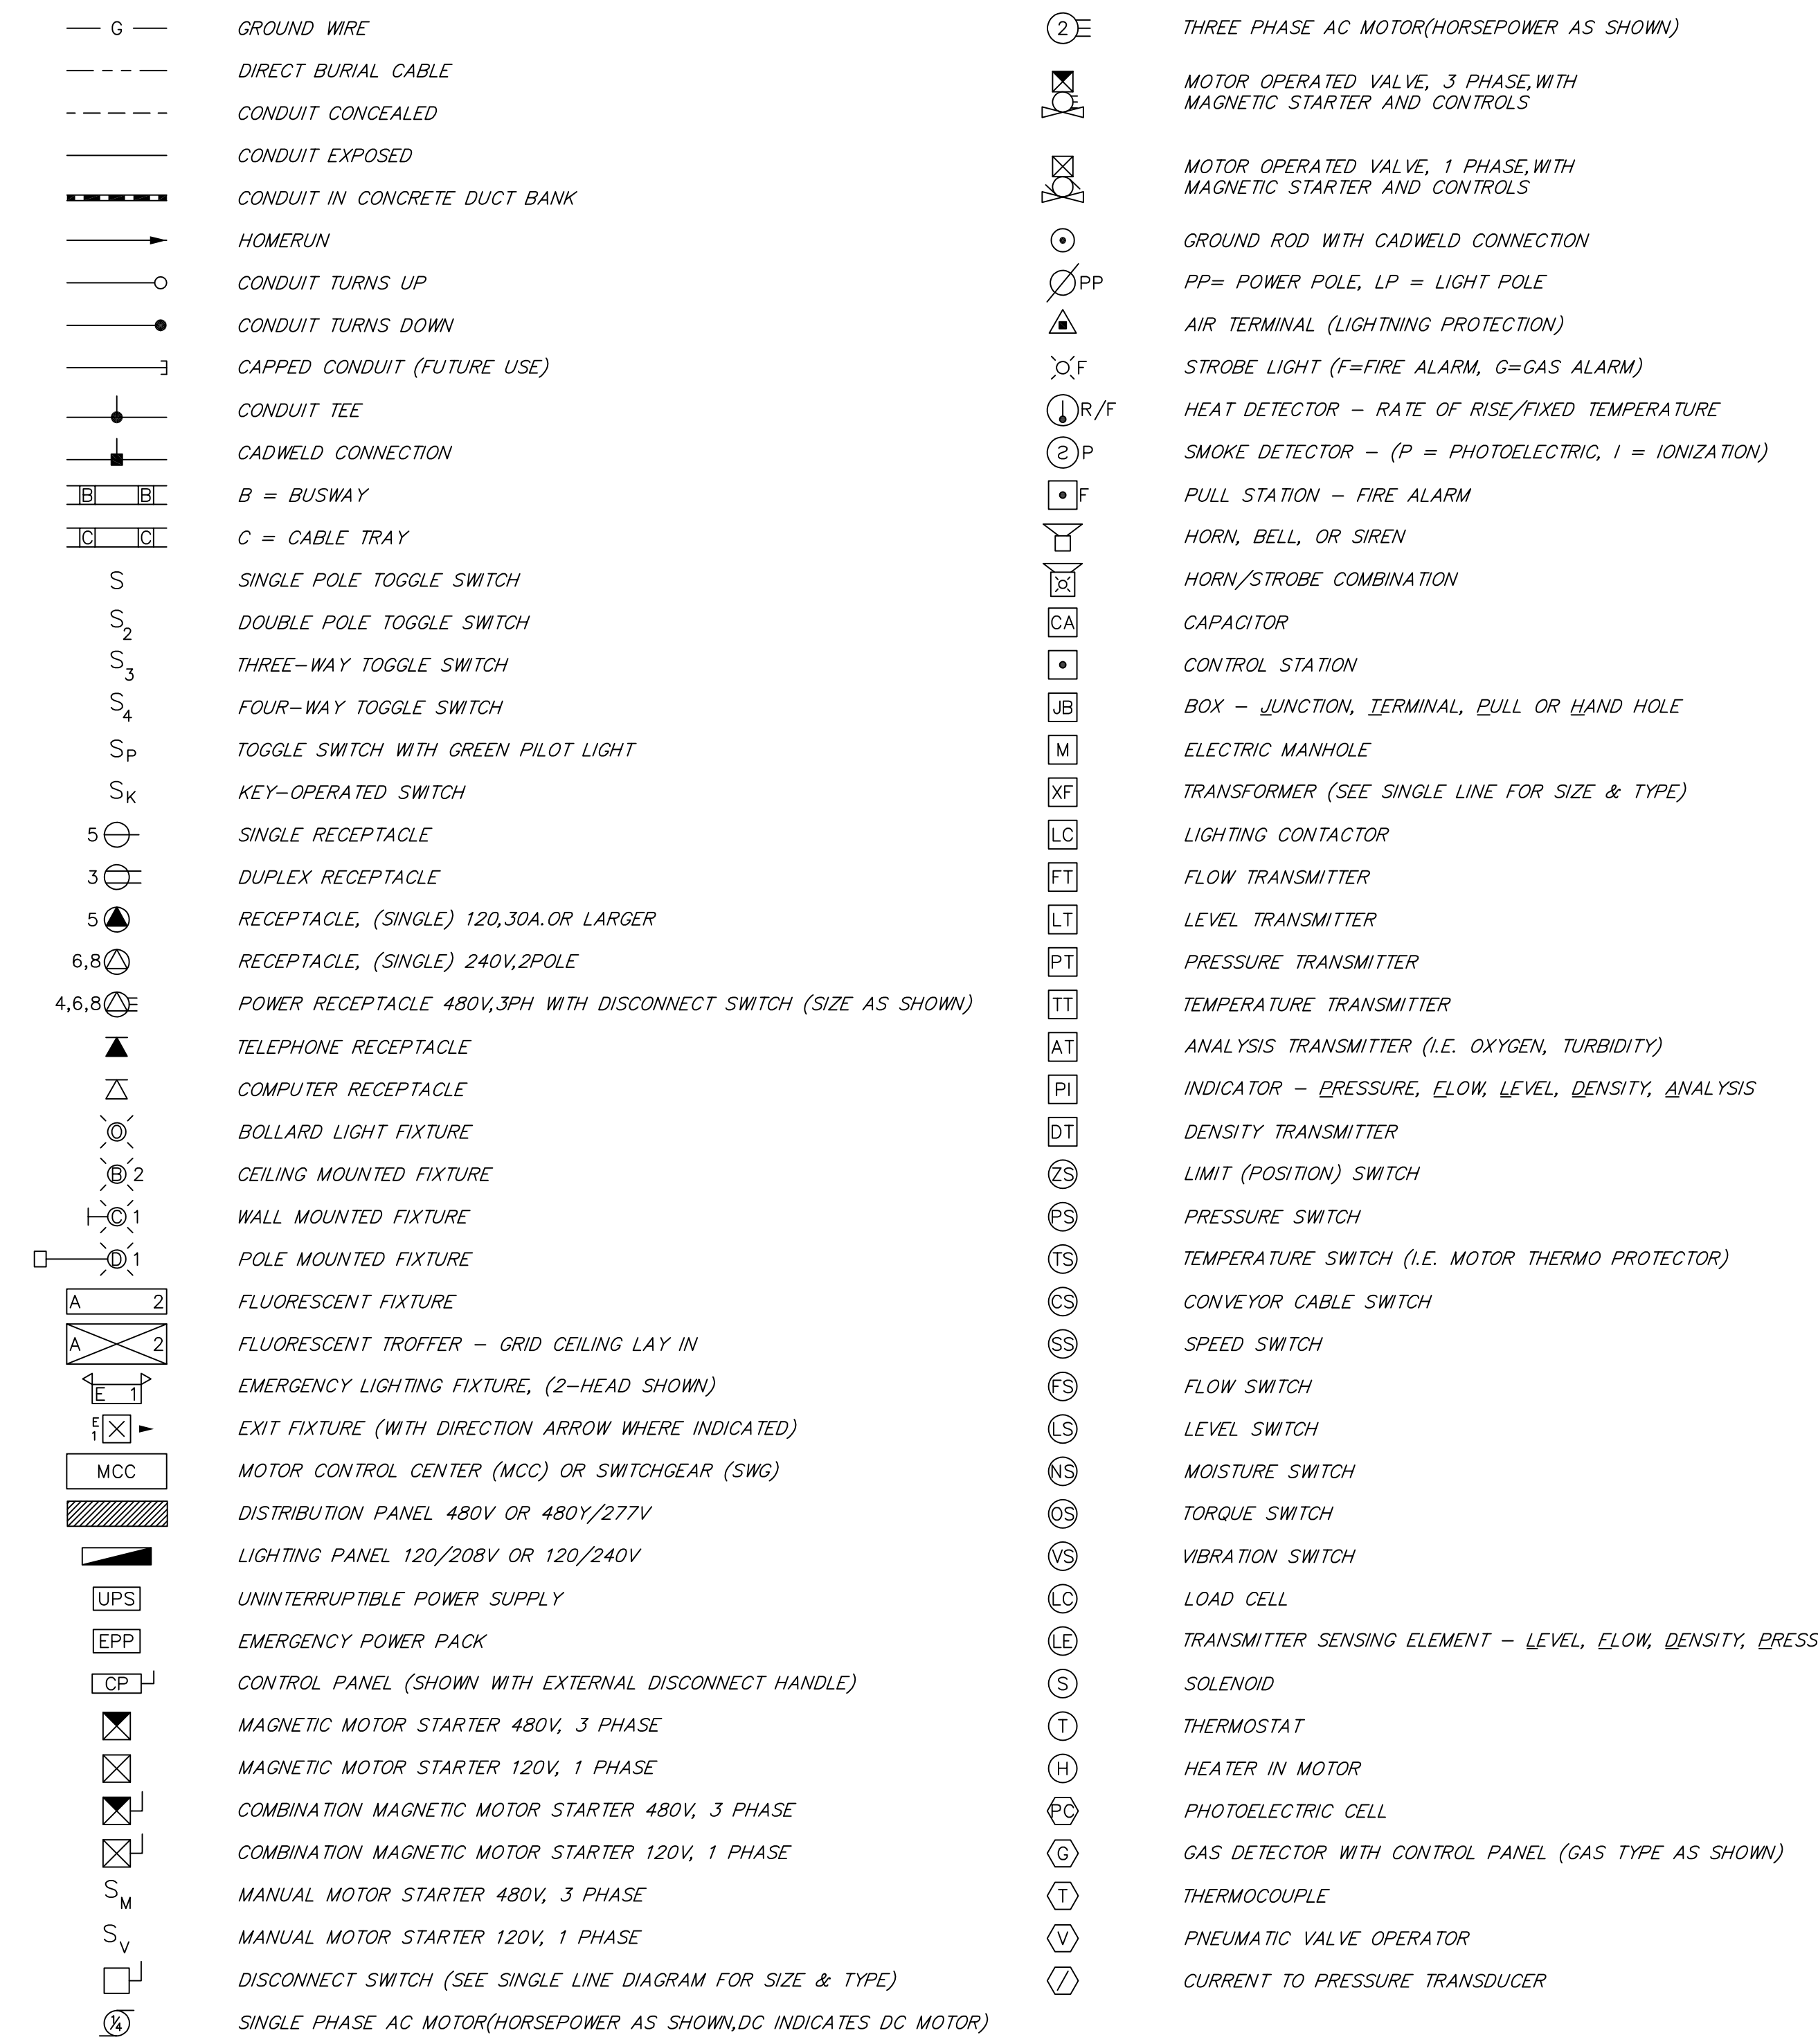 G GROUND WIRE
DIRECT BURIAL CABLE
CONDUIT CONCEALED
CONDUIT EXPOSED
CONDUIT IN CONCRETE DUCT BANK
HOMERUN
CONDUIT TURNS UP
CONDUIT TURNS DOWN
CAPPED CONDUIT (FUTURE USE)
CONDUIT TEE
CADWELD CONNECTION
B B B = BUSWAY
C C C = CABLE TRAY
S SINGLE POLE TOGGLE SWITCH
S2 DOUBLE POLE TOGGLE SWITCH
S3 THREE-WAY TOGGLE SWITCH
S4 FOUR-WAY TOGGLE SWITCH
SP TOGGLE SWITCH WITH GREEN PILOT LIGHT
SK KEY-OPERATED SWITCH
5 SINGLE RECEPTACLE
3 DUPLEX RECEPTACLE
5 RECEPTACLE, (SINGLE) 120,30A.OR LARGER
6,8 RECEPTACLE, (SINGLE) 240V,2POLE
4,6,8 POWER RECEPTACLE 480V,3PH WITH DISCONNECT SWITCH (SIZE AS SHOWN)
TELEPHONE RECEPTACLE
COMPUTER RECEPTACLE
O BOLLARD LIGHT FIXTURE
B 2 CEILING MOUNTED FIXTURE
C 1 WALL MOUNTED FIXTURE
D 1 POLE MOUNTED FIXTURE
A 2 FLUORESCENT FIXTURE
A 2 FLUORESCENT TROFFER - GRID CEILING LAY IN
E 1 EMERGENCY LIGHTING FIXTURE, (2-HEAD SHOWN)
E 1 EXIT FIXTURE (WITH DIRECTION ARROW WHERE INDICATED)
MCC MOTOR CONTROL CENTER (MCC) OR SWITCHGEAR (SWG)
DISTRIBUTION PANEL 480V OR 480Y/277V
LIGHTING PANEL 120/208V OR 120/240V
UPS UNINTERRUPTIBLE POWER SUPPLY
EPP EMERGENCY POWER PACK
CP CONTROL PANEL (SHOWN WITH EXTERNAL DISCONNECT HANDLE)
MAGNETIC MOTOR STARTER 480V, 3 PHASE
MAGNETIC MOTOR STARTER 120V, 1 PHASE
COMBINATION MAGNETIC MOTOR STARTER 480V, 3 PHASE
COMBINATION MAGNETIC MOTOR STARTER 120V, 1 PHASE
SM MANUAL MOTOR STARTER 480V, 3 PHASE
SV MANUAL MOTOR STARTER 120V, 1 PHASE
DISCONNECT SWITCH (SEE SINGLE LINE DIAGRAM FOR SIZE & TYPE)
1/4 SINGLE PHASE AC MOTOR(HORSEPOWER AS SHOWN,DC INDICATES DC MOTOR)
2 THREE PHASE AC MOTOR(HORSEPOWER AS SHOWN)
MOTOR OPERATED VALVE, 3 PHASE,WITH
MAGNETIC STARTER AND CONTROLS
MOTOR OPERATED VALVE, 1 PHASE,WITH
MAGNETIC STARTER AND CONTROLS
GROUND ROD WITH CADWELD CONNECTION
PP PP= POWER POLE, LP = LIGHT POLE
AIR TERMINAL (LIGHTNING PROTECTION)
F STROBE LIGHT (F=FIRE ALARM, G=GAS ALARM)
R/F HEAT DETECTOR - RATE OF RISE/FIXED TEMPERATURE
P SMOKE DETECTOR - (P = PHOTOELECTRIC, I = IONIZATION)
F PULL STATION - FIRE ALARM
HORN, BELL, OR SIREN
HORN/STROBE COMBINATION
CA CAPACITOR
CONTROL STATION
JB BOX - JUNCTION, TERMINAL, PULL OR HAND HOLE
M ELECTRIC MANHOLE
XF TRANSFORMER (SEE SINGLE LINE FOR SIZE & TYPE)
LC LIGHTING CONTACTOR
FT FLOW TRANSMITTER
LT LEVEL TRANSMITTER
PT PRESSURE TRANSMITTER
TT TEMPERATURE TRANSMITTER
AT ANALYSIS TRANSMITTER (I.E. OXYGEN, TURBIDITY)
PI INDICATOR - PRESSURE, FLOW, LEVEL, DENSITY, ANALYSIS
DT DENSITY TRANSMITTER
ZS LIMIT (POSITION) SWITCH
PS PRESSURE SWITCH
TS TEMPERATURE SWITCH (I.E. MOTOR THERMO PROTECTOR)
CS CONVEYOR CABLE SWITCH
SS SPEED SWITCH
FS FLOW SWITCH
LS LEVEL SWITCH
NS MOISTURE SWITCH
OS TORQUE SWITCH
VS VIBRATION SWITCH
LC LOAD CELL
LE TRANSMITTER SENSING ELEMENT - LEVEL, FLOW, DENSITY, PRESS
S SOLENOID
T THERMOSTAT
H HEATER IN MOTOR
PC PHOTOELECTRIC CELL
G GAS DETECTOR WITH CONTROL PANEL (GAS TYPE AS SHOWN)
T THERMOCOUPLE
V PNEUMATIC VALVE OPERATOR
/ CURRENT TO PRESSURE TRANSDUCER